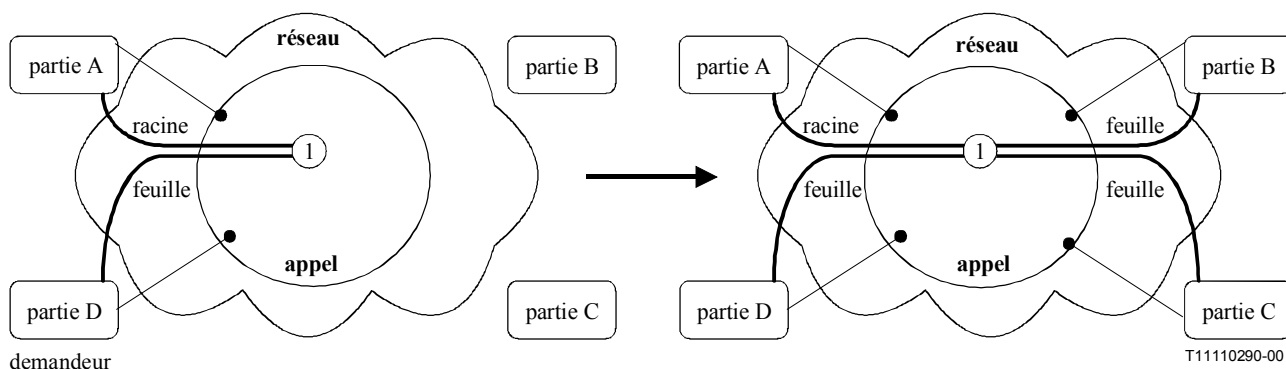 réseau
partie A
partie B
racine
1
feuille
appel
partie D
partie C
demandeur
réseau
partie A
partie B
racine
feuille
1
feuille
feuille
appel
partie D
partie C
T11110290-00